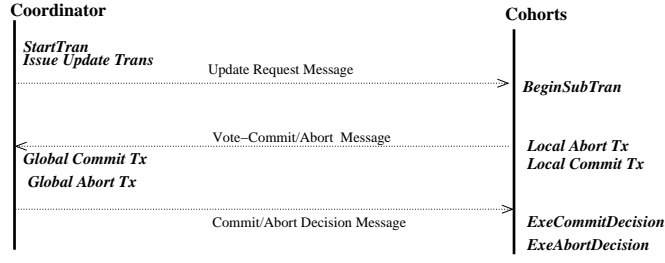 Coordinator
Cohorts
StartTran
Issue Update Trans
Update Request Message
BeginSubTran
Vote−Commit/Abort Message
Local Abort Tx
Global Commit Tx
Local Commit Tx
Global Abort Tx
Commit/Abort Decision Message
ExeCommitDecision
ExeAbortDecision